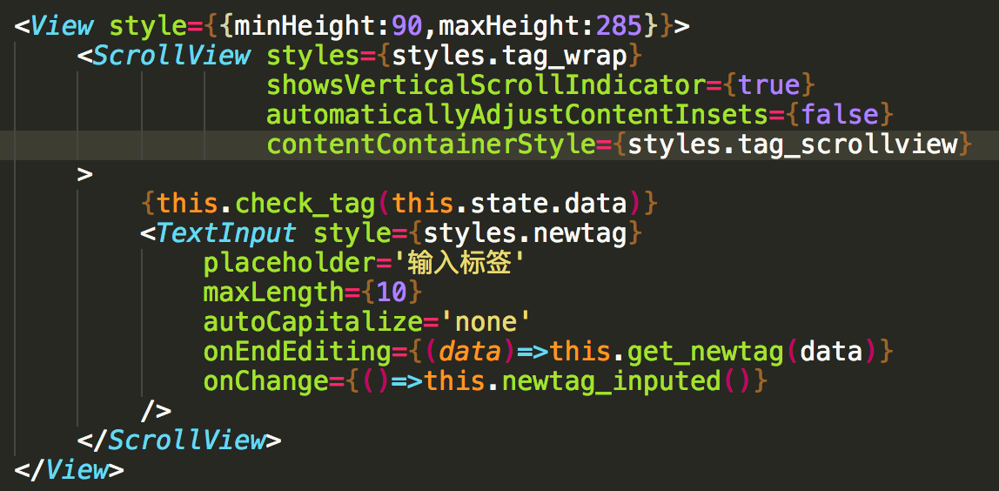 <View style={{minHeight:90,maxHeight:285}}>
    <ScrollView styles={styles.tag_wrap}
                showsVerticalScrollIndicator={true}
                automaticallyAdjustContentInsets={false}
                contentContainerStyle={styles.tag_scrollview}
    >
        {this.check_tag(this.state.data)}
        <TextInput style={styles.newtag}
            placeholder='输入标签'
            maxLength={10}
            autoCapitalize='none'
            onEndEditing={(data)=>this.get_newtag(data)}
            onChange={()=>this.newtag_inputed()}
        />
    </ScrollView>
</View>